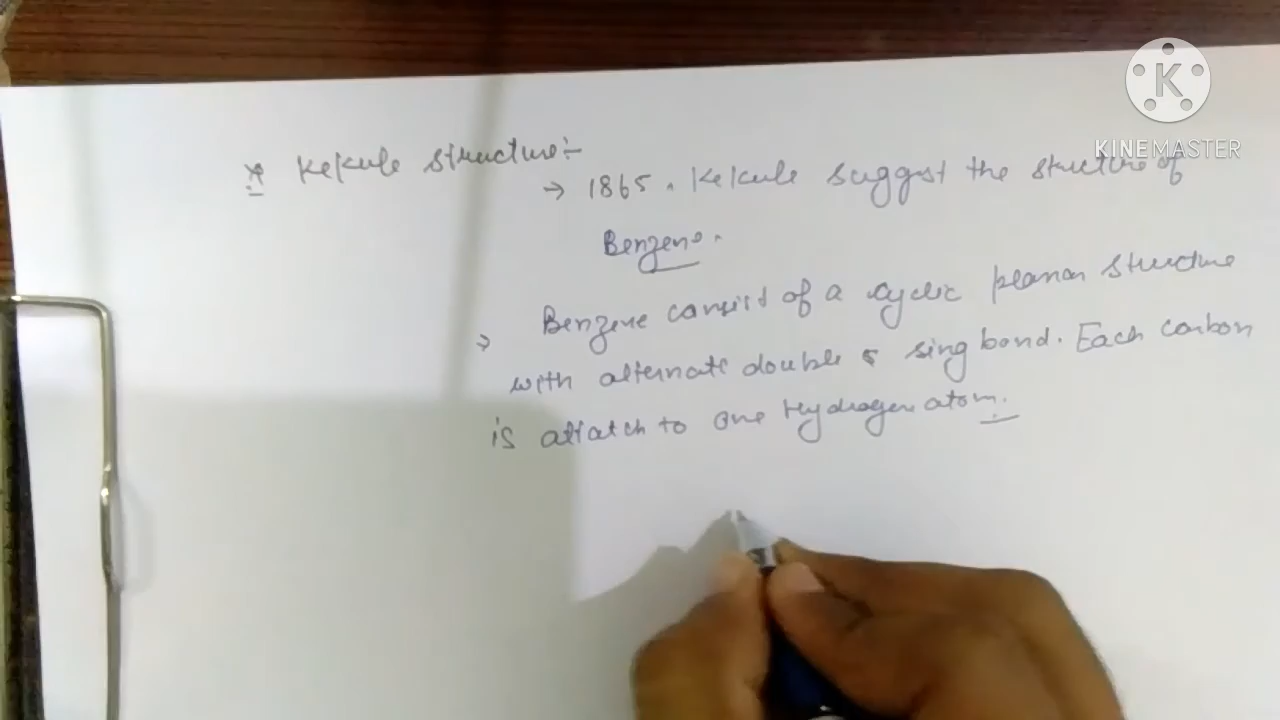 * Kekule structure:-
→ 1865. Kekule suggest the structure of
Benzene.
→ Benzene consist of a cyclic planar structure
with alternate double & sing bond. Each carbon
is attatch to one Hydrogen atom.
K
KINEMASTER